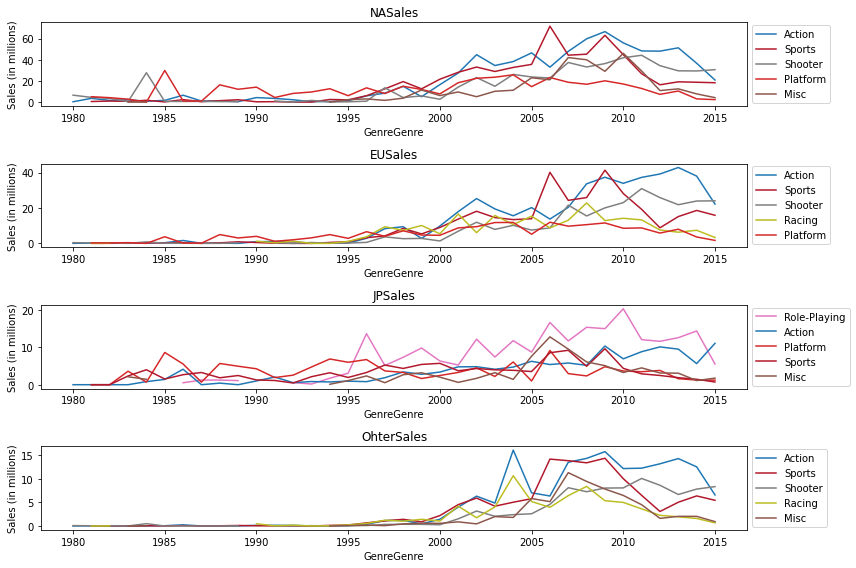 NASales
Sales (in millions)
60
40
20
0
1980 1985 1990 1995 2000 2005 2010 2015
GenreGenre
Action
Sports
Shooter
Platform
Misc
EUSales
Sales (in millions)
40
20
0
1980 1985 1990 1995 2000 2005 2010 2015
GenreGenre
Action
Sports
Shooter
Racing
Platform
JPSales
Sales (in millions)
20
10
0
1980 1985 1990 1995 2000 2005 2010 2015
GenreGenre
Role-Playing
Action
Platform
Sports
Misc
OhterSales
Sales (in millions)
15
10
5
0
1980 1985 1990 1995 2000 2005 2010 2015
GenreGenre
Action
Sports
Shooter
Racing
Misc